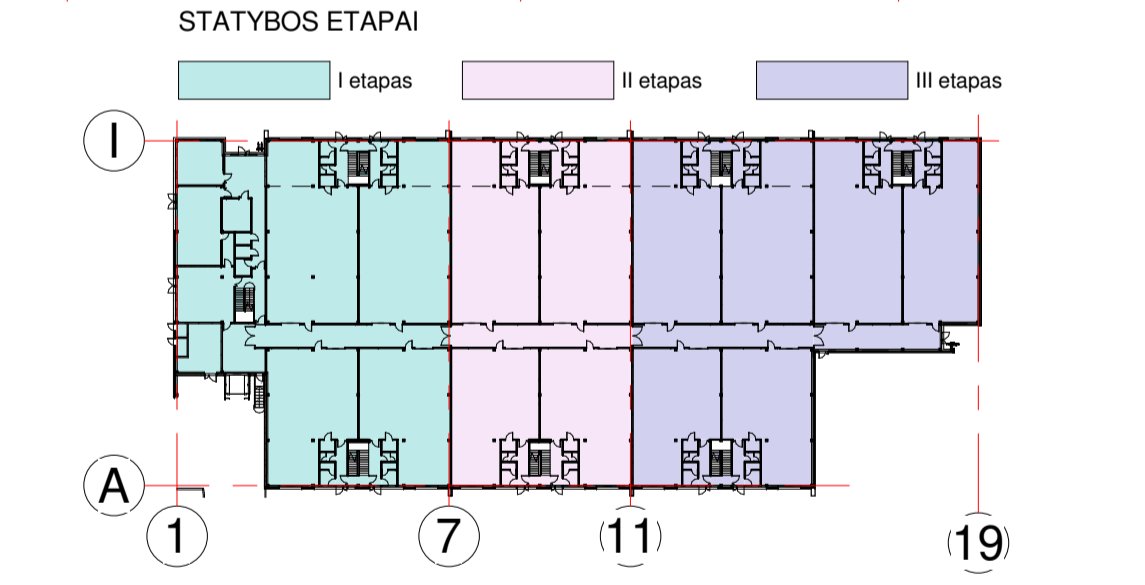 STATYBOS ETAPAI
I etapas
II etapas
III etapas
I
A
1
7
11
19